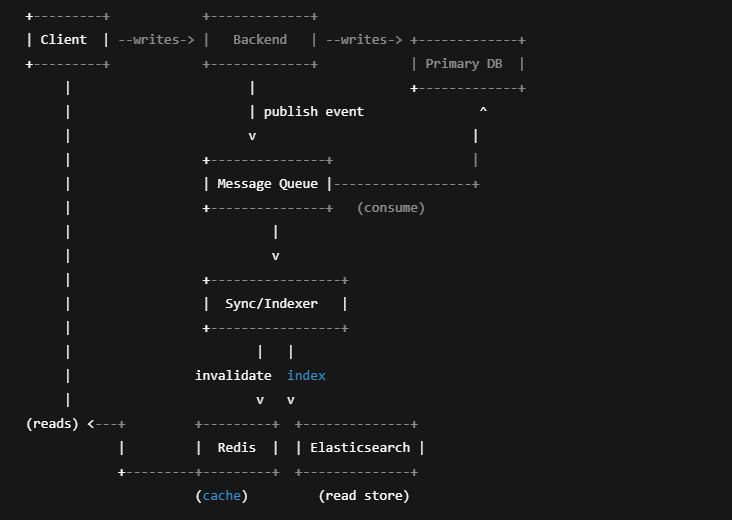 +---------+            +-------------+
| Client  | --writes-> |   Backend   | --writes-> +-------------+
+---------+            +-------------+            | Primary DB  |
     |                       |                    +-------------+
     |                       | publish event               ^
     |                       v                            |
     |                 +---------------+                  |
     |                 | Message Queue |------------------+
     |                 +---------------+   (consume)
     |                          |
     |                          v
     |                 +-----------------+
     |                 |  Sync/Indexer   |
     |                 +-----------------+
     |                        |   |
     |                invalidate  index
     |                        v   v
(reads) <---+         +---------+  +--------------+
            |         |  Redis  |  | Elasticsearch |
            +---------+---------+  +--------------+
                      (cache)         (read store)